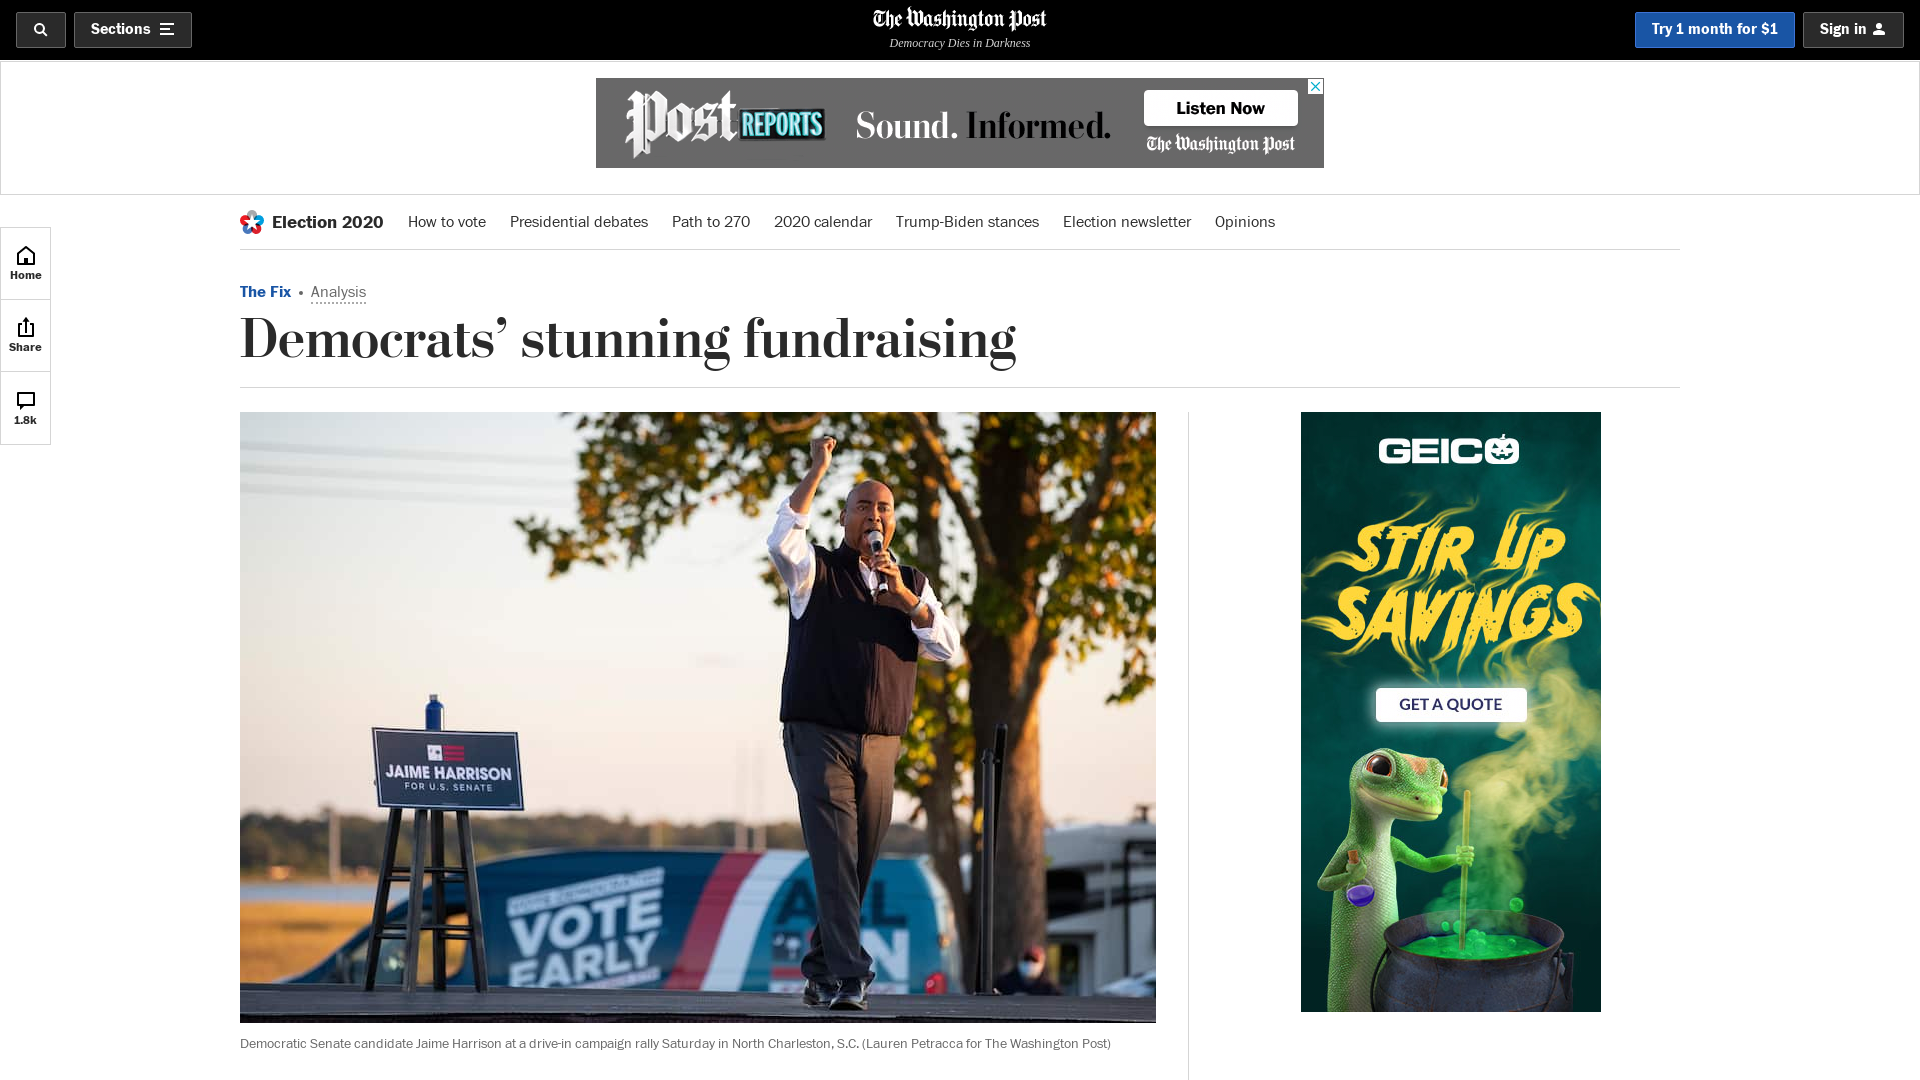 Sections
The Washington Post
Democracy Dies in Darkness
Try 1 month for $1
Sign in
Post REPORTS
Sound. Informed.
Listen Now
The Washington Post
Election 2020
How to vote
Presidential debates
Path to 270
2020 calendar
Trump-Biden stances
Election newsletter
Opinions
Home
Share
1.8k
The Fix • Analysis
Democrats’ stunning fundraising
JAIME HARRISON
FOR U.S. SENATE
VOTE
EARLY
GEICO
STIR UP
SAVINGS
GET A QUOTE
Democratic Senate candidate Jaime Harrison at a drive-in campaign rally Saturday in North Charleston, S.C. (Lauren Petracca for The Washington Post)